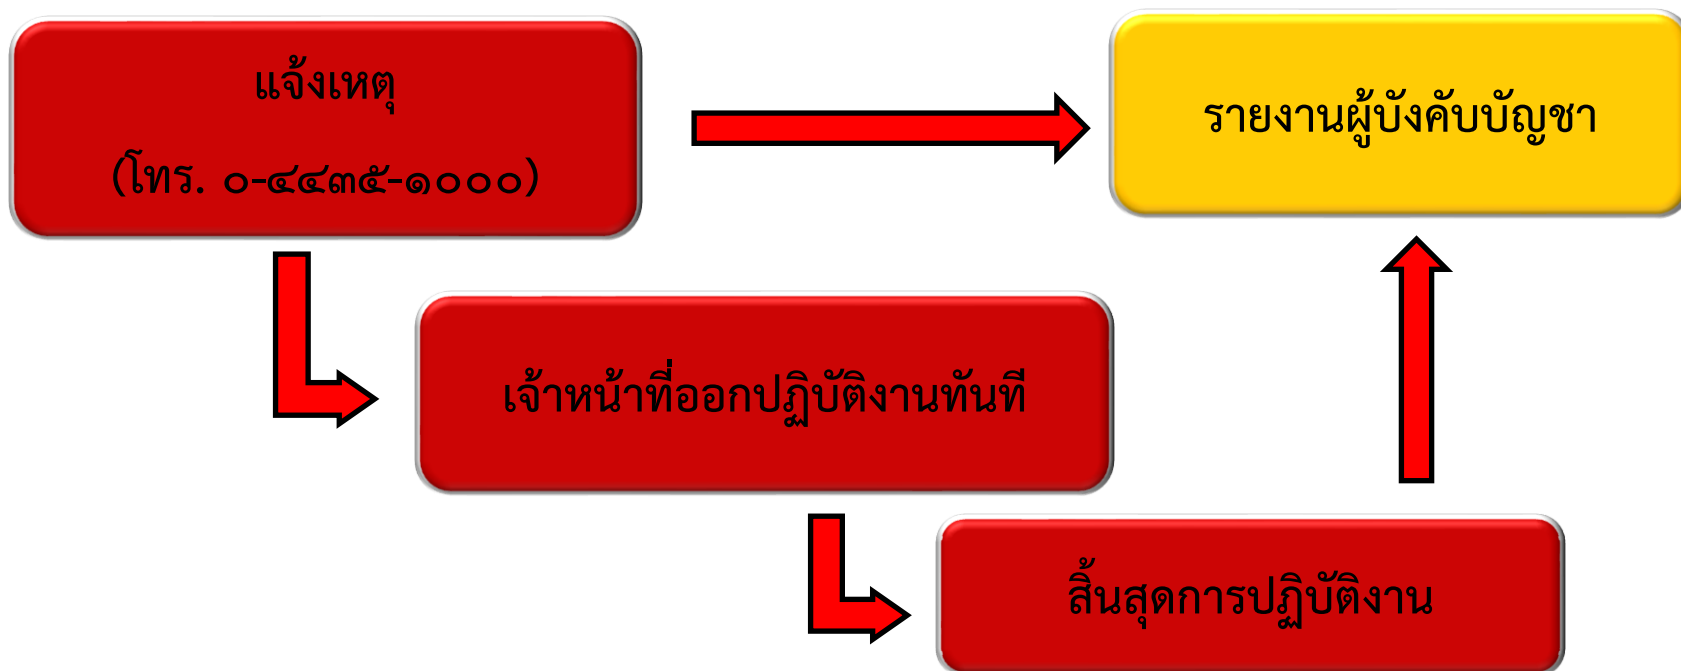 แจ้งเหตุ
(โทร. ๐-๔๔๓๕-๑๐๐๐)
รายงานผู้บังคับบัญชา
เจ้าหน้าที่ออกปฏิบัติงานทันที
สิ้นสุดการปฏิบัติงาน